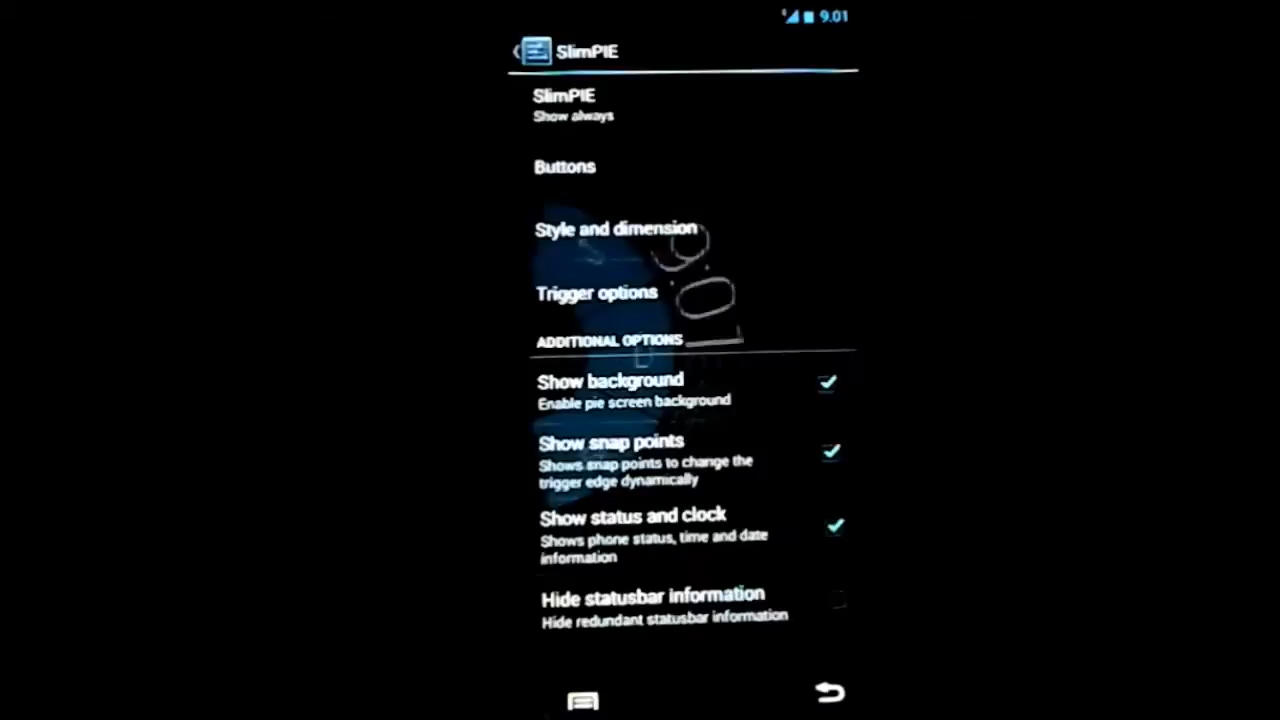 9.01
SlimPIE
SlimPIE
Show always
Buttons
Style and dimension
9:01
Trigger options
ADDITIONAL OPTIONS
Show background
Enable pie screen background
Show snap points
Shows snap points to change the
trigger edge dynamically
Show status and clock
Shows phone status, time and date
information
Hide statusbar information
Hide redundant statusbar information